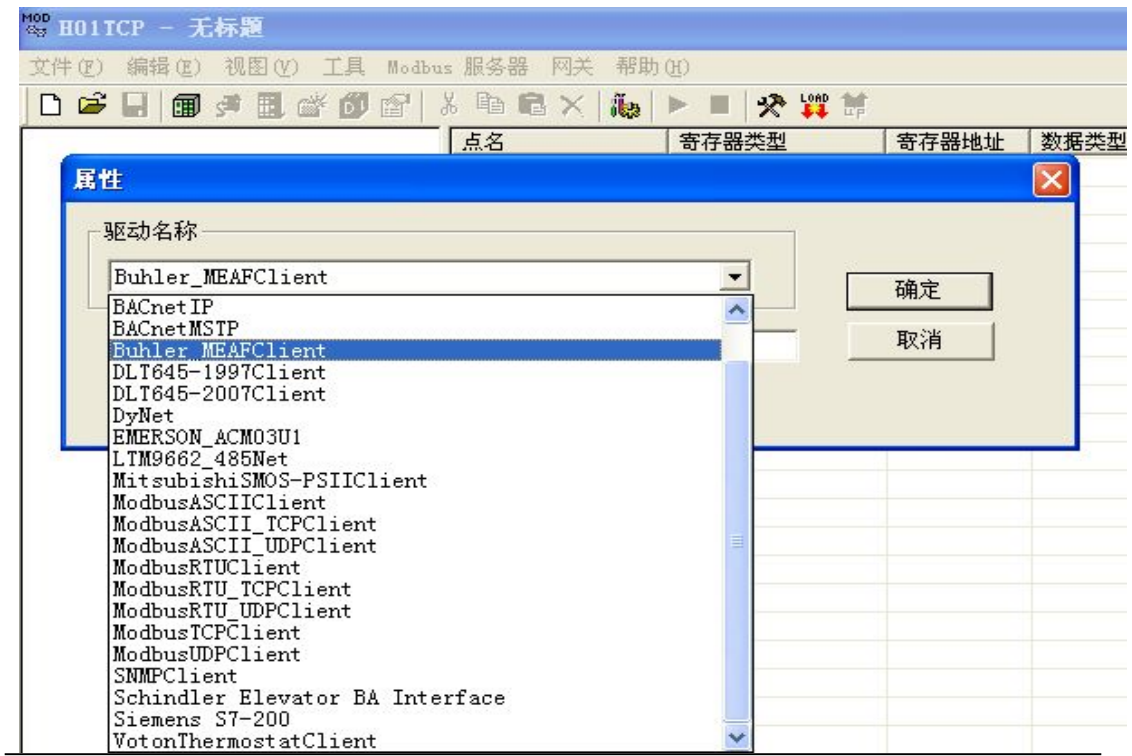 MOD H01TCP - 无标题
文件(F) 编辑(E) 视图(V) 工具 Modbus 服务器 网关 帮助(H)
LOAD UP
点名 寄存器类型 寄存器地址 数据类型
属性
驱动名称
Buhler_MEAFClient
确定
BACnetIP
BACnetMSTP
取消
Buhler_MEAFClient
DLT645-1997Client
DLT645-2007Client
DyNet
EMERSON_ACM03U1
LTM9662_485Net
MitsubishiSMOS-PSIIClient
ModbusASCIIClient
ModbusASCII_TCPClient
ModbusASCII_UDPClient
ModbusRTUClient
ModbusRTU_TCPClient
ModbusRTU_UDPClient
ModbusTCPClient
ModbusUDPClient
SNMPClient
Schindler Elevator BA Interface
Siemens S7-200
VotonThermostatClient